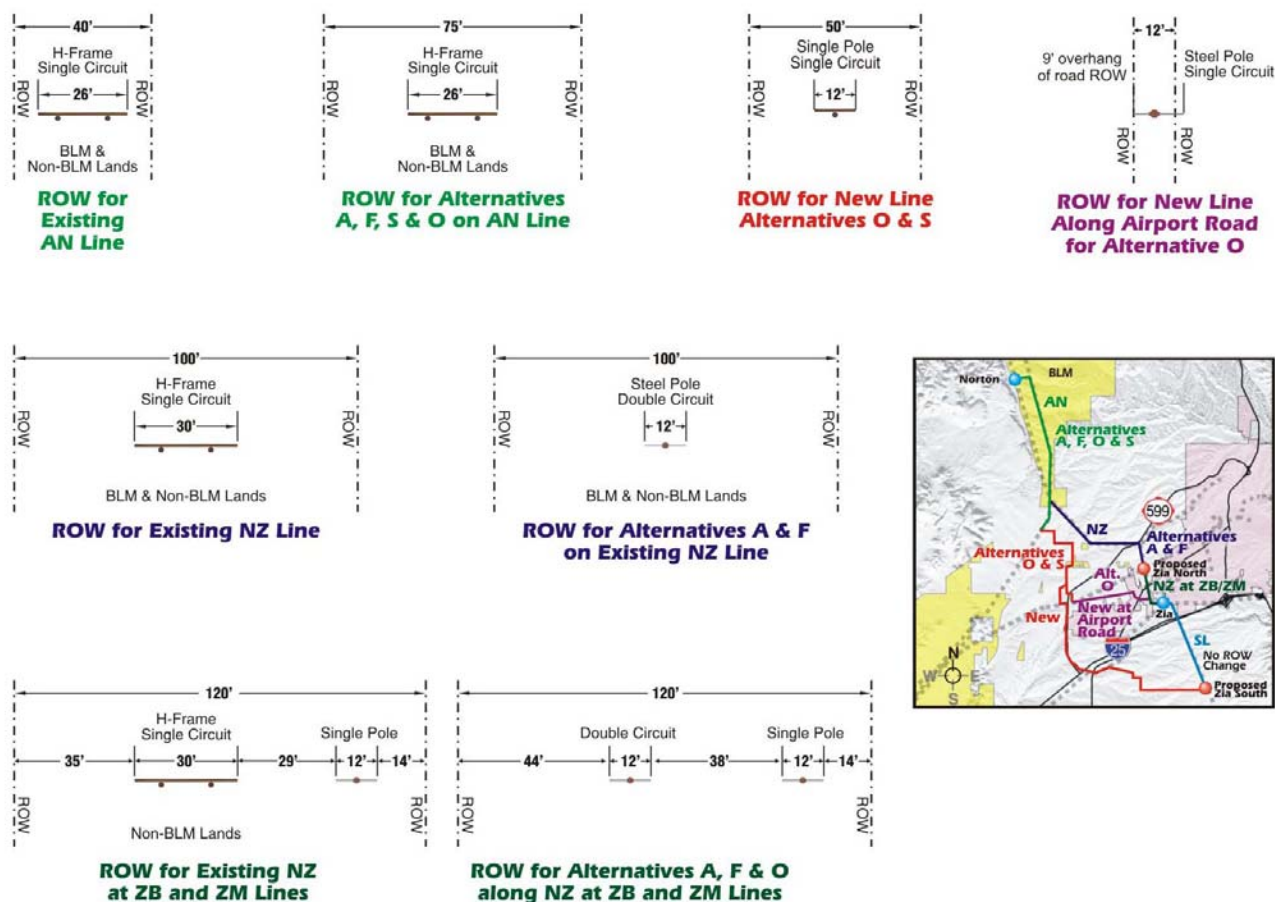 40'
H-Frame
Single Circuit
26'
ROW
ROW
BLM &
Non-BLM Lands
ROW for
Existing
AN Line
75'
H-Frame
Single Circuit
26'
ROW
ROW
BLM &
Non-BLM Lands
ROW for Alternatives
A, F, S & O on AN Line
50'
Single Pole
Single Circuit
12'
ROW
ROW
ROW for New Line
Alternatives O & S
12'
9' overhang
of road ROW
Steel Pole
Single Circuit
ROW
ROW
ROW for New Line
Along Airport Road
for Alternative O
100'
H-Frame
Single Circuit
30'
ROW
ROW
BLM & Non-BLM Lands
ROW for Existing NZ Line
100'
Steel Pole
Double Circuit
12'
ROW
ROW
BLM & Non-BLM Lands
ROW for Alternatives A & F
on Existing NZ Line
Norton
BLM
AN
Alternatives
A, F, O & S
599
NZ
Alternatives
A & F
Alternatives
O & S
Proposed
Zia North
Alt.
O
NZ at ZB/ZM
New
New at
Airport
Road
Zia
SL
25
No ROW
Change
N
W
E
S
Proposed
Zia South
120'
H-Frame
Single Circuit
Single Pole
35'
30'
29'
12'
14'
ROW
ROW
Non-BLM Lands
ROW for Existing NZ
at ZB and ZM Lines
120'
Double Circuit
Single Pole
44'
12'
38'
12'
14'
ROW
ROW
ROW for Alternatives A, F & O
along NZ at ZB and ZM Lines